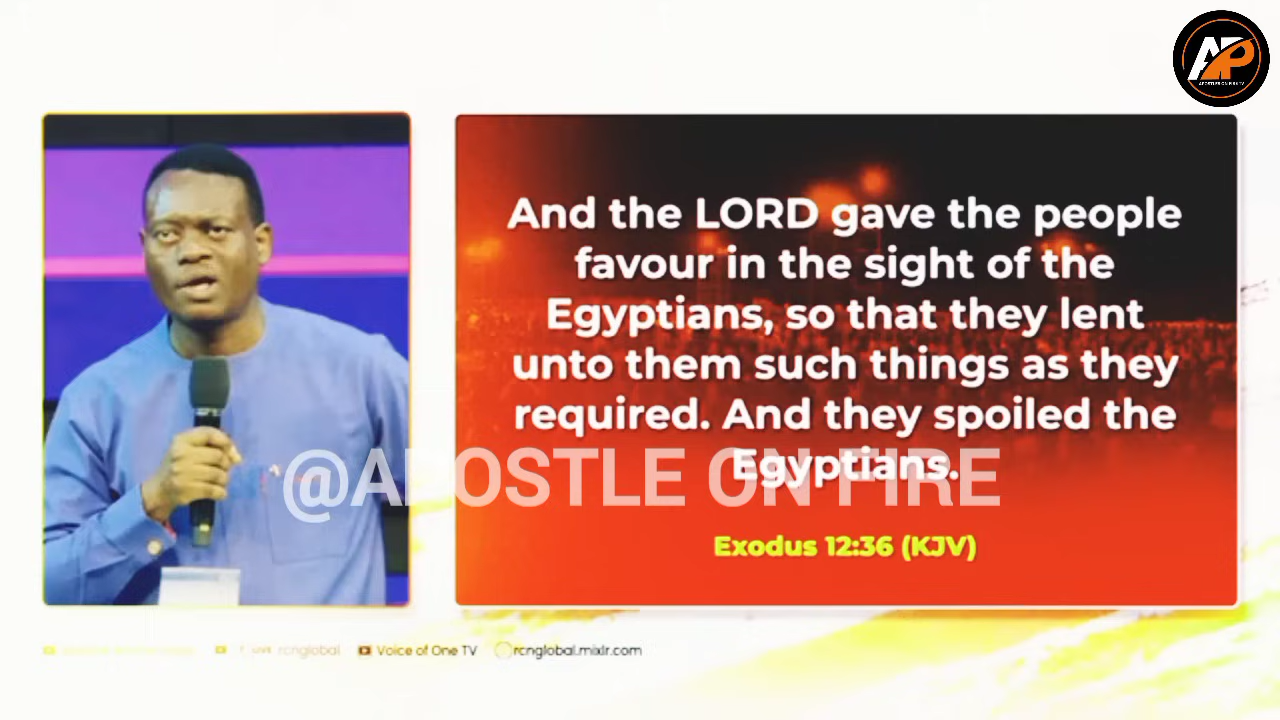 AP
And the LORD gave the people
favour in the sight of the
Egyptians, so that they lent
unto them such things as they
required. And they spoiled the
Egyptians.
@APOSTLE ON FIRE
Exodus 12:36 (KJV)
rcnglobal
Voice of One TV
rcnglobal.mixlr.com